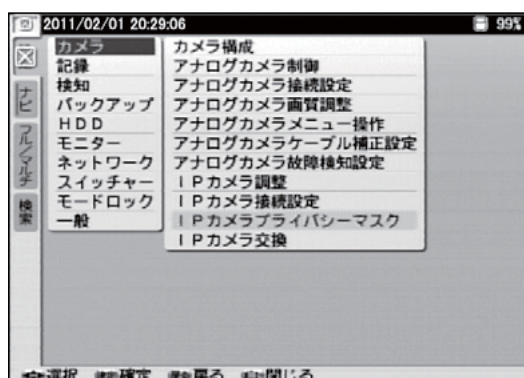 2011/02/01 20:29:06
99%
ナビ
フル/マルチ
検索
カメラ
記録
検知
バックアップ
HDD
モニター
ネットワーク
スイッチャー
モードロック
一般
カメラ構成
アナログカメラ制御
アナログカメラ接続設定
アナログカメラ画質調整
アナログカメラメニュー操作
アナログカメラケーブル補正設定
アナログカメラ故障検知設定
IPカメラ調整
IPカメラ接続設定
IPカメラプライバシーマスク
IPカメラ交換
選択 確定 戻る 閉じる